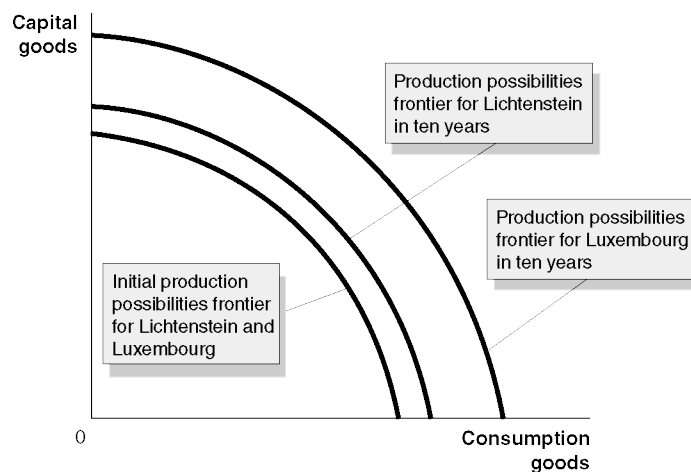 Capital
goods
Production possibilities
frontier for Lichtenstein
in ten years
Production possibilities
frontier for Luxembourg
in ten years
Initial production
possibilities frontier
for Lichtenstein and
Luxembourg
0
Consumption
goods